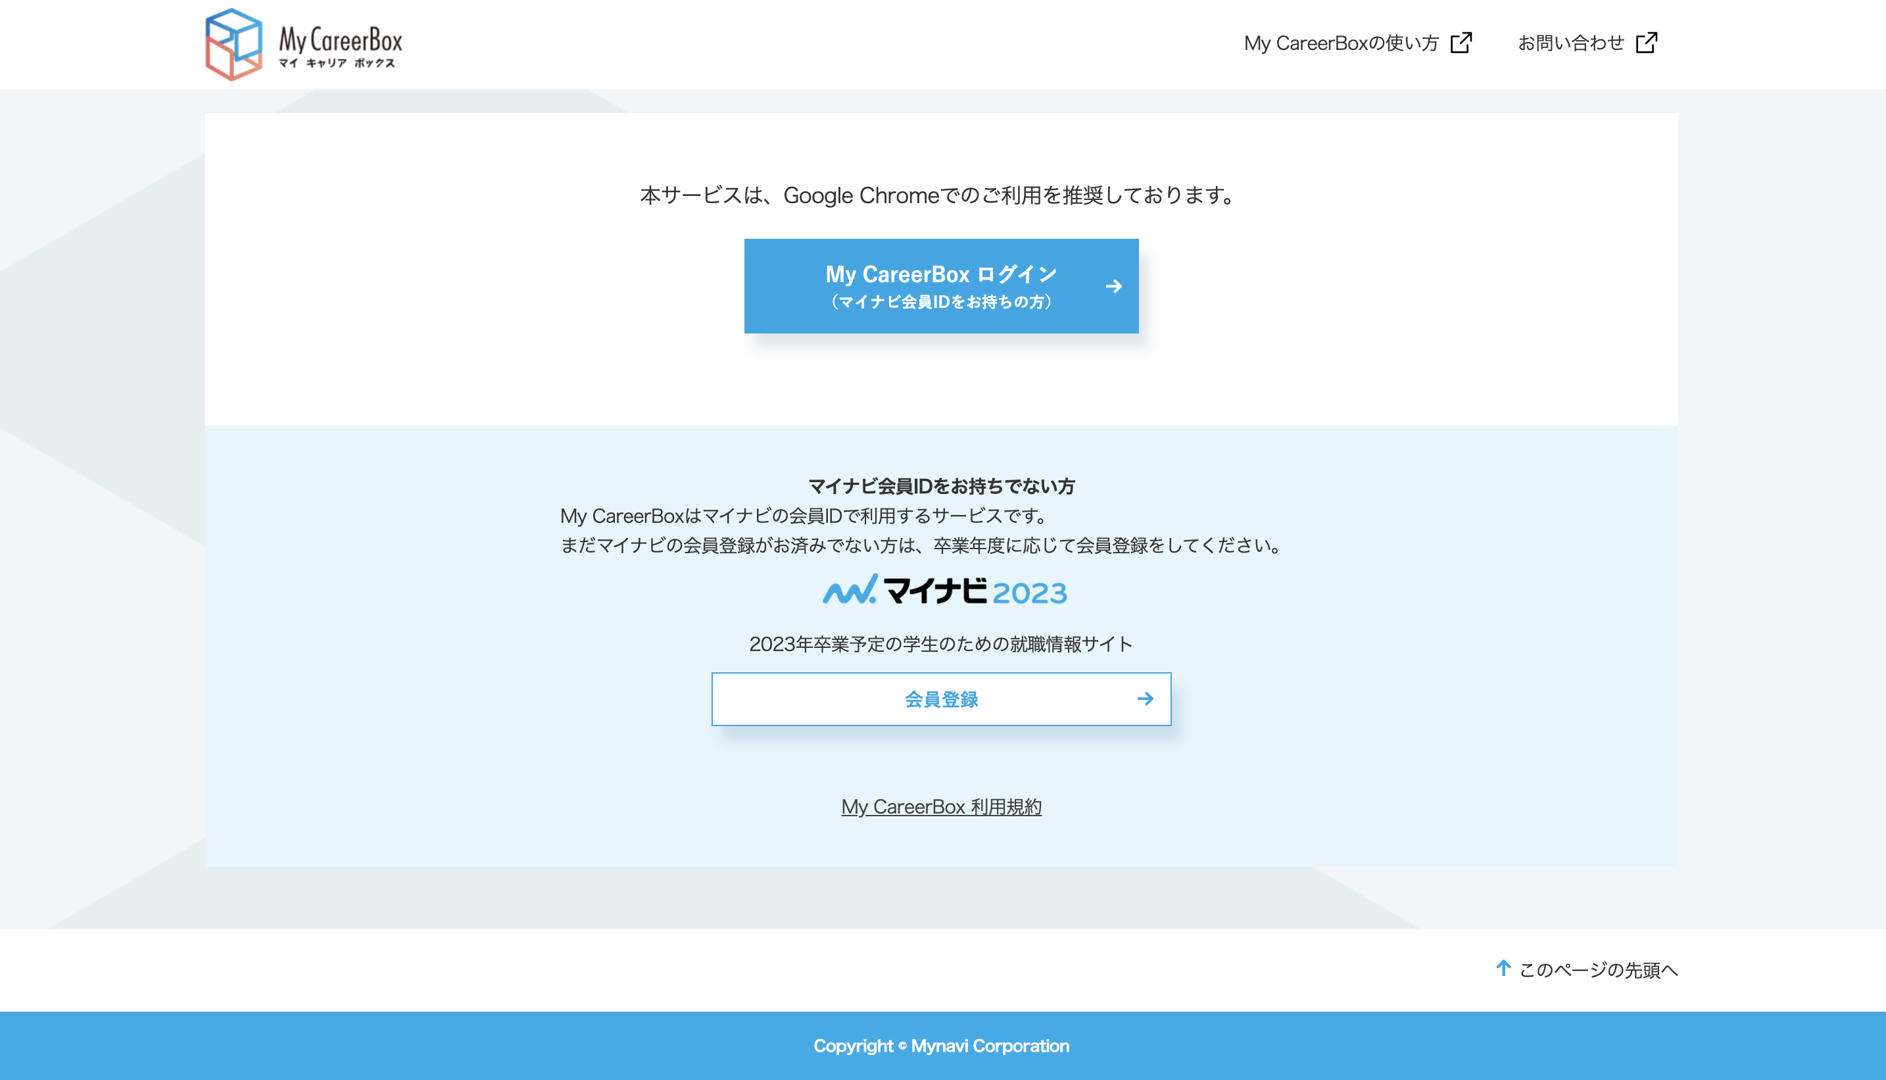 My CareerBox
マイ キャリア ボックス
My CareerBoxの使い方
お問い合わせ
本サービスは、Google Chromeでのご利用を推奨しております。
My CareerBox ログイン
（マイナビ会員IDをお持ちの方）
マイナビ会員IDをお持ちでない方
My CareerBoxはマイナビの会員IDで利用するサービスです。
まだマイナビの会員登録がお済みでない方は、卒業年度に応じて会員登録をしてください。
マイナビ2023
2023年卒業予定の学生のための就職情報サイト
会員登録
My CareerBox 利用規約
このページの先頭へ
Copyright © Mynavi Corporation